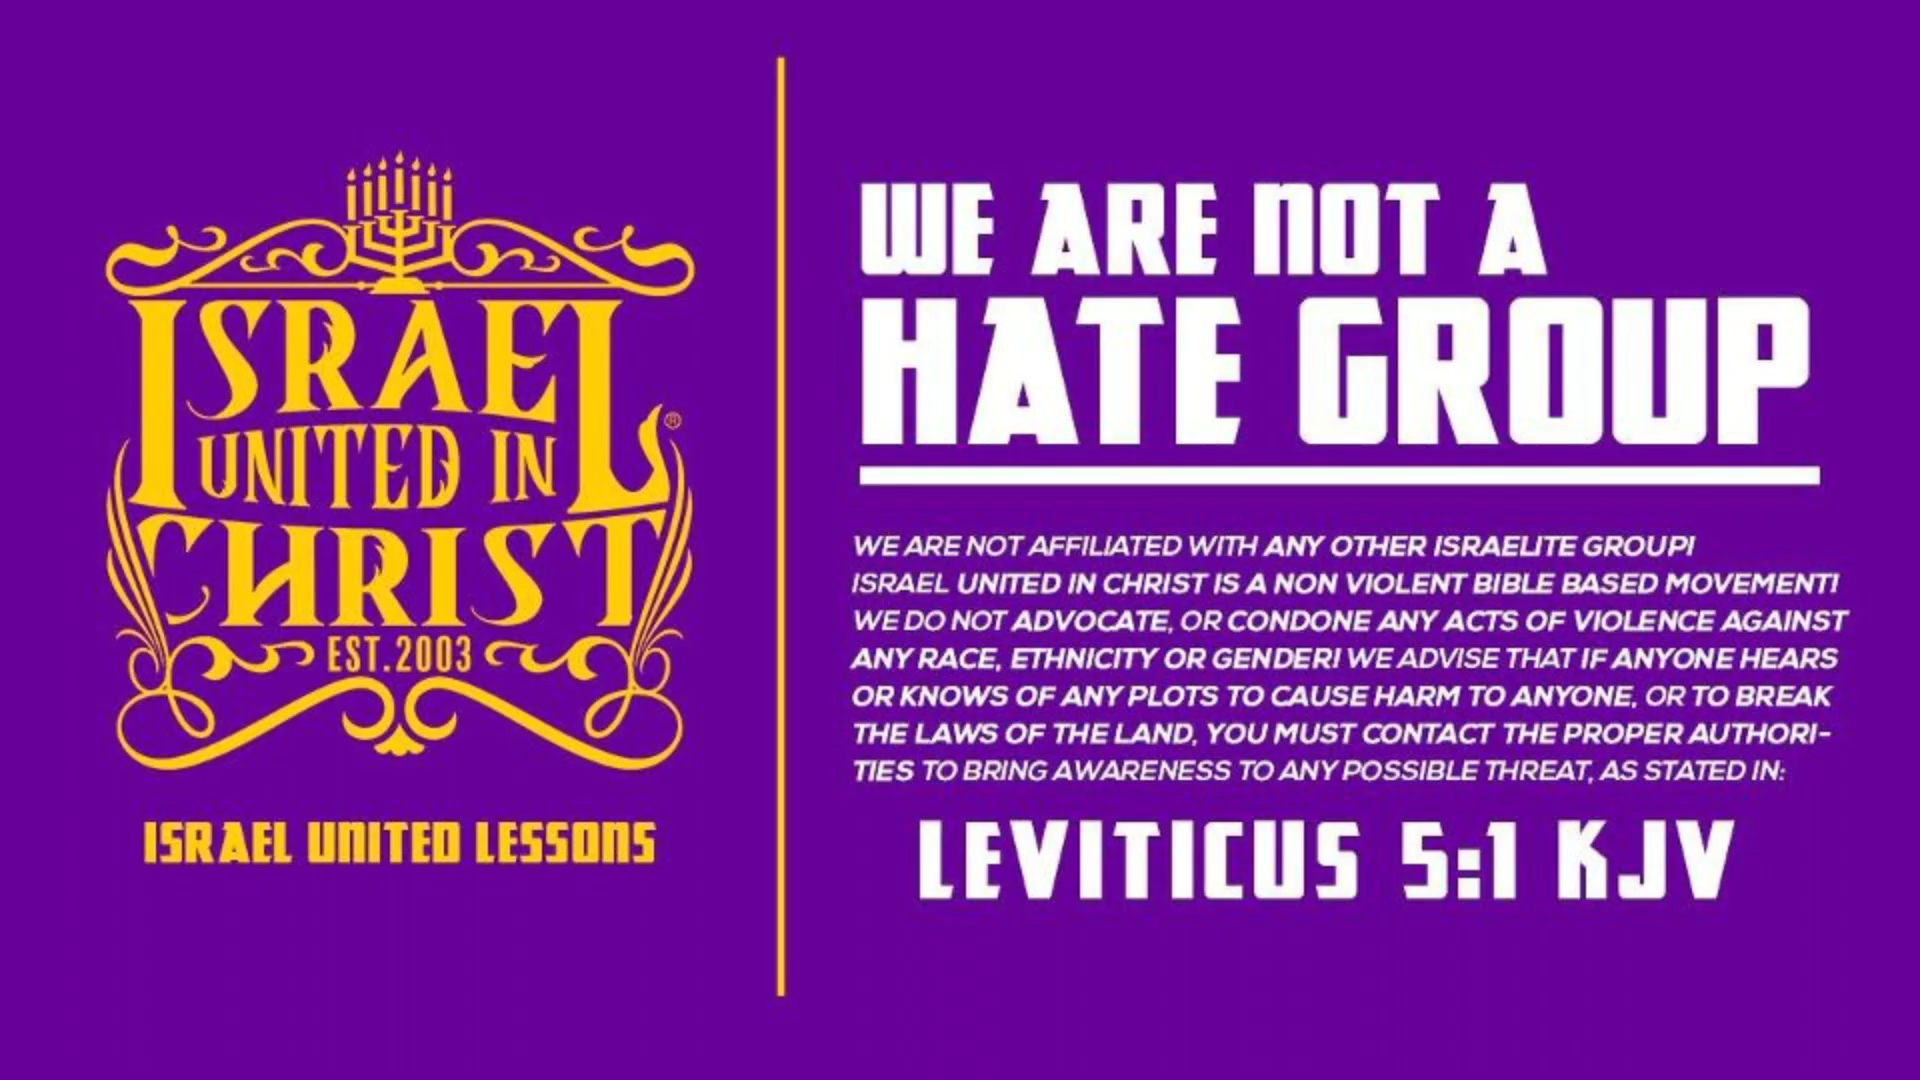 ISRAEL
UNITED IN
CHRIST
®
EST.2003
ISRAEL UNITED LESSONS
WE ARE NOT A
HATE GROUP
WE ARE NOT AFFILIATED WITH ANY OTHER ISRAELITE GROUP!
ISRAEL UNITED IN CHRIST IS A NON VIOLENT BIBLE BASED MOVEMENT!
WE DO NOT ADVOCATE, OR CONDONE ANY ACTS OF VIOLENCE AGAINST
ANY RACE, ETHNICITY OR GENDER! WE ADVISE THAT IF ANYONE HEARS
OR KNOWS OF ANY PLOTS TO CAUSE HARM TO ANYONE, OR TO BREAK
THE LAWS OF THE LAND, YOU MUST CONTACT THE PROPER AUTHORI-
TIES TO BRING AWARENESS TO ANY POSSIBLE THREAT, AS STATED IN:
LEVITICUS 5:1 KJV